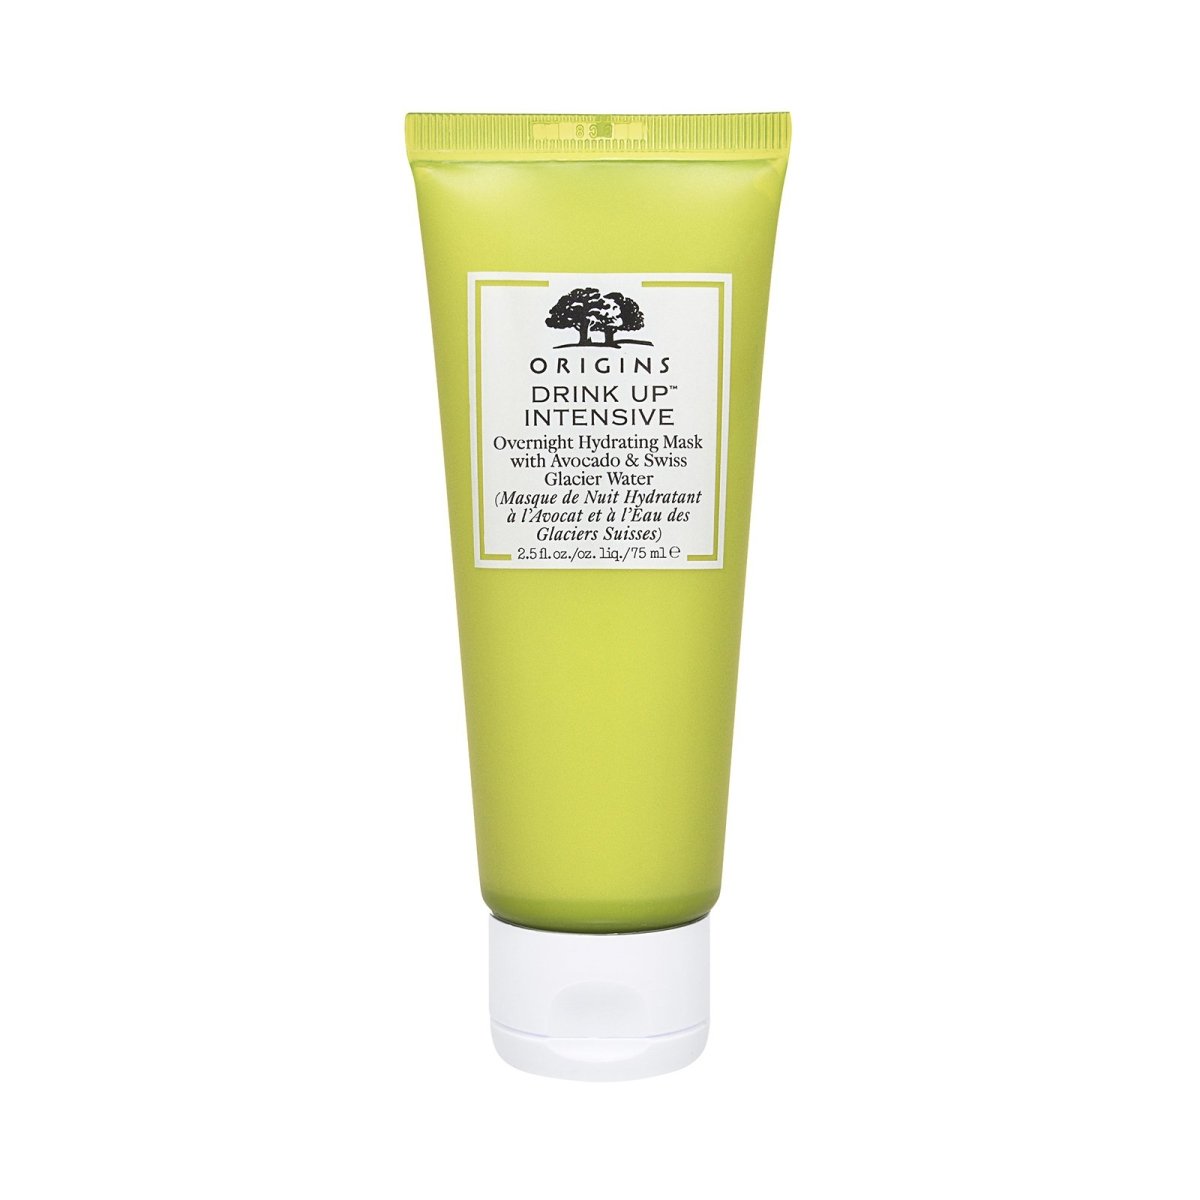 ORIGINS
DRINK UP™
INTENSIVE
Overnight Hydrating Mask
with Avocado & Swiss
Glacier Water
(Masque de Nuit Hydratant
à l'Avocat et à l'Eau des
Glaciers Suisses)
2.5 fl. oz./oz. liq./75 ml ℮